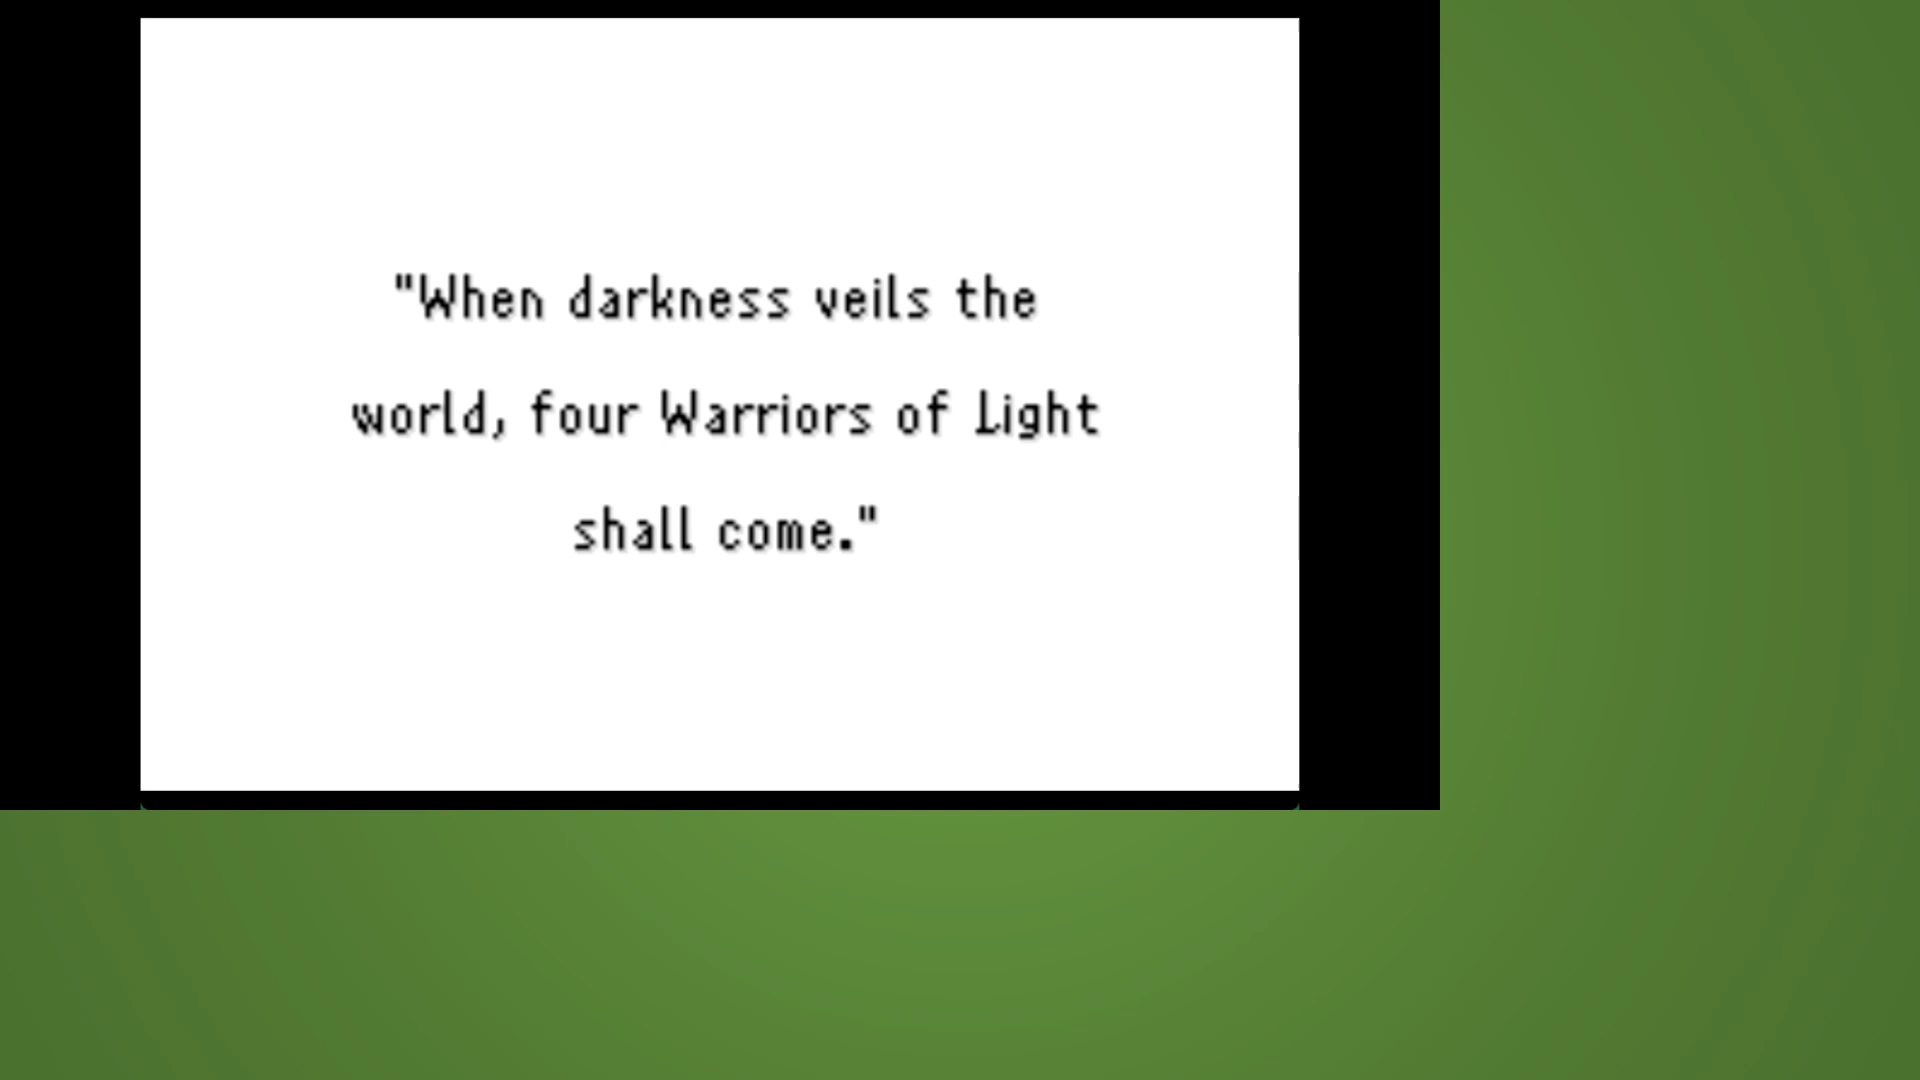 "When darkness veils the
world, four Warriors of Light
shall come."